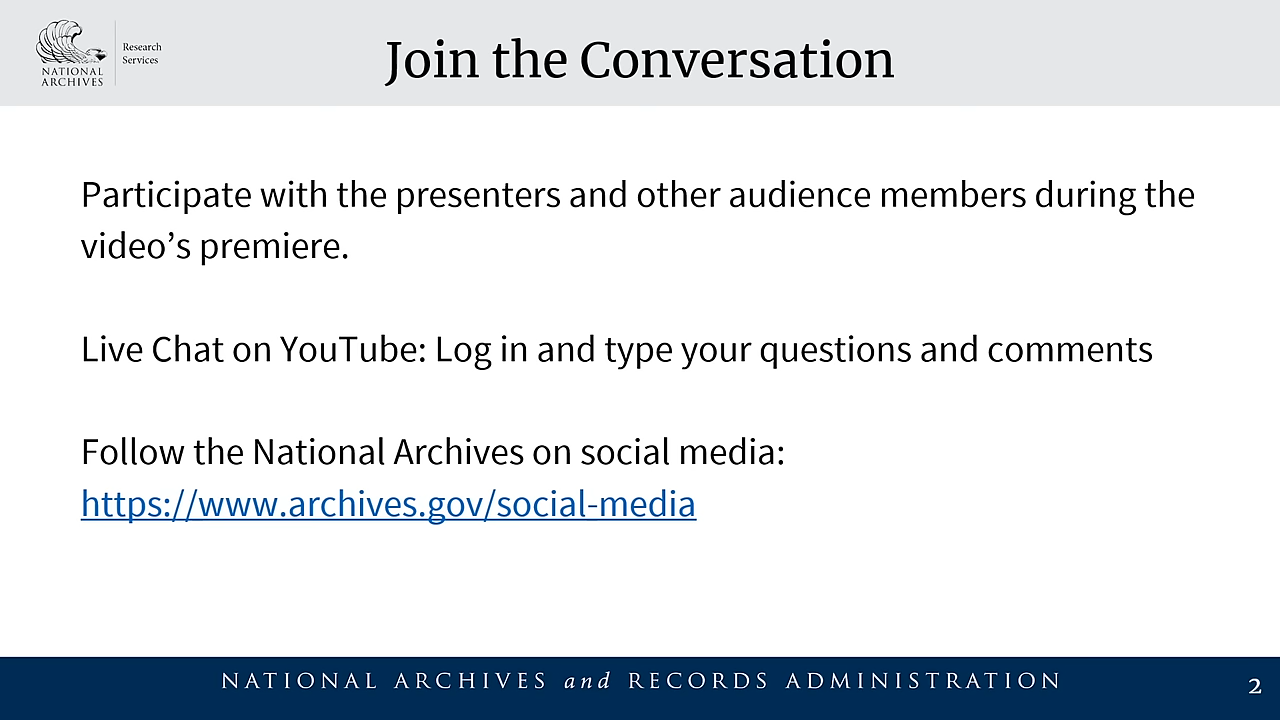 NATIONAL
ARCHIVES
Research
Services
Join the Conversation
Participate with the presenters and other audience members during the
video’s premiere.
Live Chat on YouTube: Log in and type your questions and comments
Follow the National Archives on social media:
https://www.archives.gov/social-media
NATIONAL ARCHIVES and RECORDS ADMINISTRATION
2